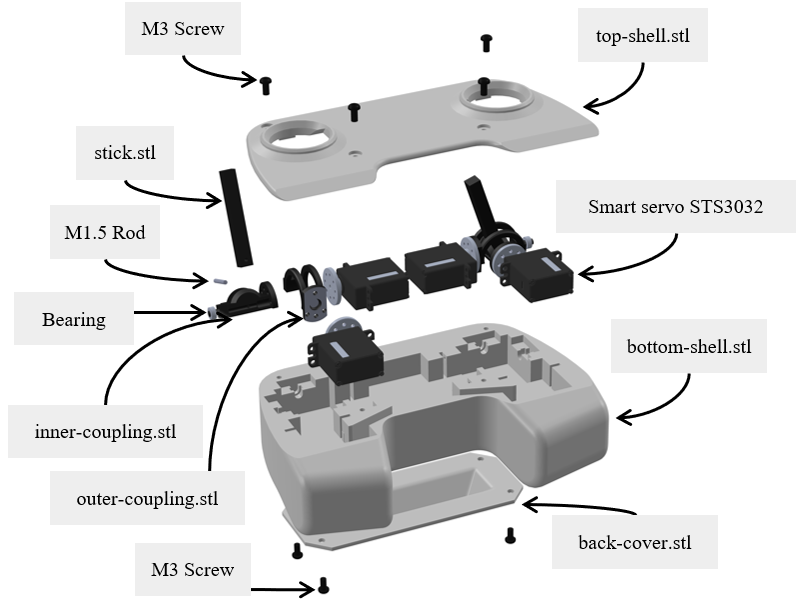 M3 Screw
top-shell.stl
stick.stl
Smart servo STS3032
M1.5 Rod
Bearing
bottom-shell.stl
inner-coupling.stl
outer-coupling.stl
back-cover.stl
M3 Screw